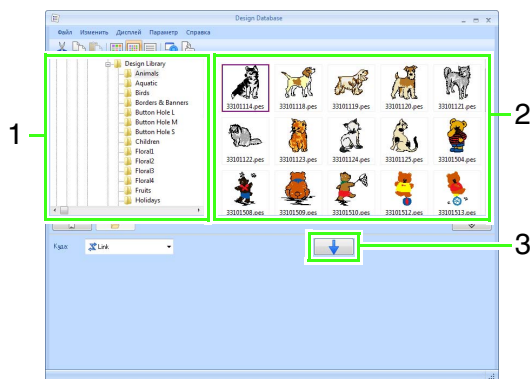 Design Database
Файл Изменить Дисплей Параметр Справка
Design Library
Animals
Aquatic
Birds
Borders & Banners
Button Hole L
Button Hole M
Button Hole S
Children
Floral1
Floral2
Floral3
Floral4
Fruits
Holidays
33101114.pes 33101118.pes 33101119.pes 33101120.pes 33101121.pes
33101122.pes 33101123.pes 33101124.pes 33101125.pes 33101504.pes
33101508.pes 33101509.pes 33101510.pes 33101512.pes 33101513.pes
1
2
3
Куда: Link